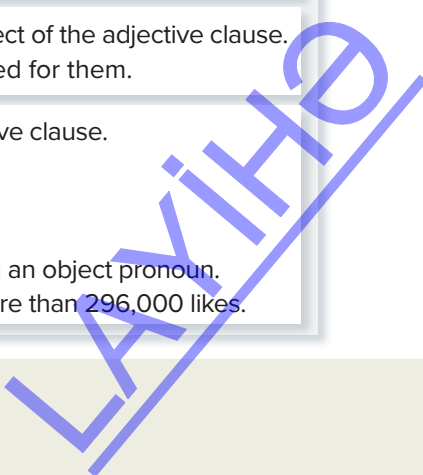 ect of the adjective clause.
ed for them.
ve clause.
an object pronoun.
re than 296,000 likes.
LAYİHƏ